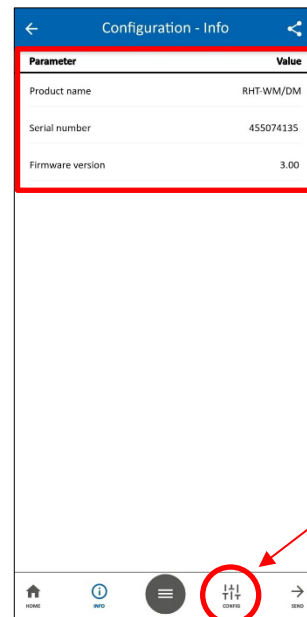 Configuration - Info
Parameter Value
Product name RHT-WM/DM
Serial number 455074135
Firmware version 3.00
HOME INFO CONFIG SEND